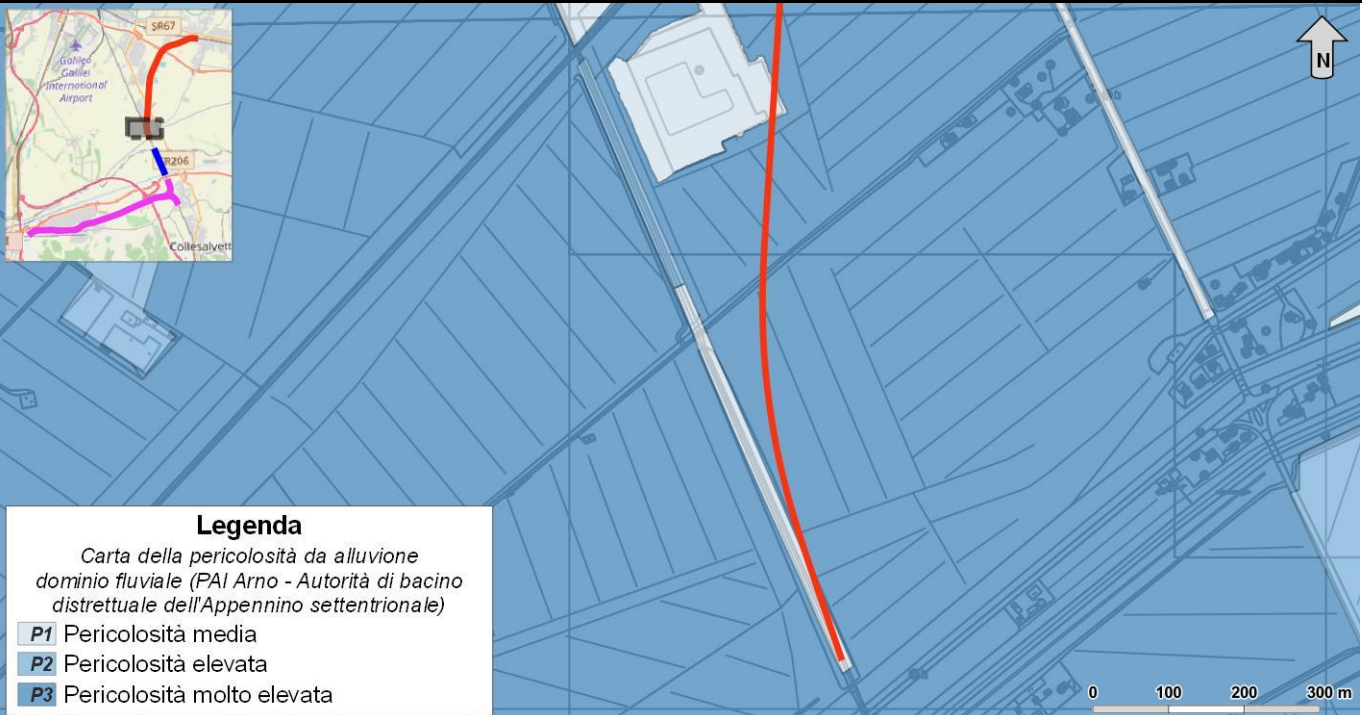 SR67
Galileo
Galilei
International
Airport
R206
Collesalvett
N
Legenda
Carta della pericolosità da alluvione
dominio fluviale (PAI Arno - Autorità di bacino
distrettuale dell'Appennino settentrionale)
P1 Pericolosità media
P2 Pericolosità elevata
P3 Pericolosità molto elevata
0 100 200 300 m